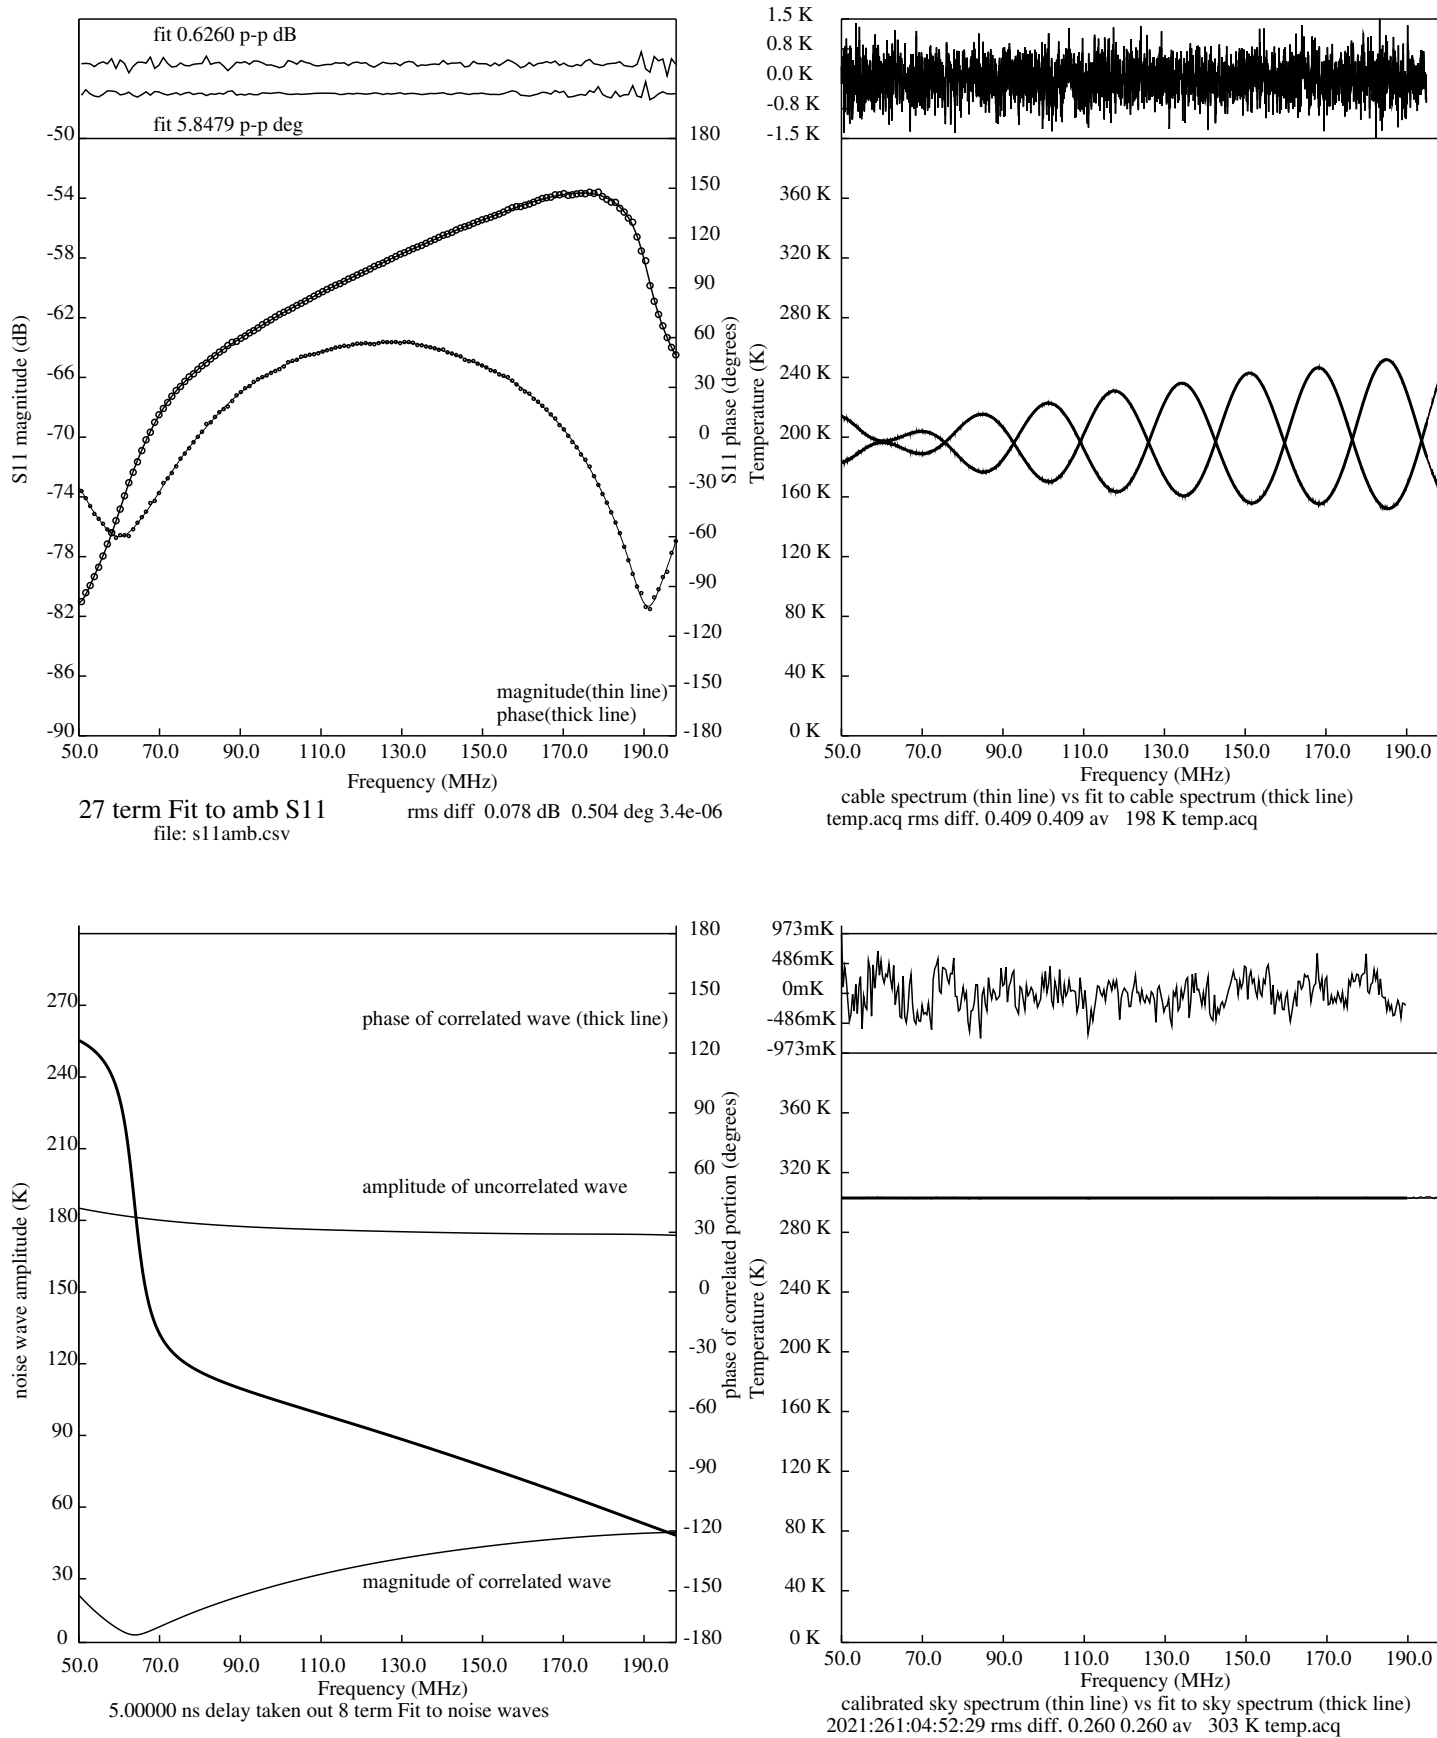 fit 0.6260 p-p dB
fit 5.8479 p-p deg
-50
-54
-58
-62
-66
-70
-74
-78
-82
-86
-90
S11 magnitude (dB)
180
150
120
90
60
30
0
-30
-60
-90
-120
-150
-180
S11 phase (degrees)
magnitude(thin line)
phase(thick line)
50.0 70.0 90.0 110.0 130.0 150.0 170.0 190.0
Frequency (MHz)
27 term Fit to amb S11 rms diff 0.078 dB 0.504 deg 3.4e-06
file: s11amb.csv
1.5 K
0.8 K
0.0 K
-0.8 K
-1.5 K
360 K
320 K
280 K
240 K
200 K
160 K
120 K
80 K
40 K
0 K
Temperature (K)
50.0 70.0 90.0 110.0 130.0 150.0 170.0 190.0
Frequency (MHz)
cable spectrum (thin line) vs fit to cable spectrum (thick line)
temp.acq rms diff. 0.409 0.409 av 198 K temp.acq
270
240
210
180
150
120
90
60
30
0
noise wave amplitude (K)
180
150
120
90
60
30
0
-30
-60
-90
-120
-150
-180
phase of correlated portion (degrees)
phase of correlated wave (thick line)
amplitude of uncorrelated wave
magnitude of correlated wave
50.0 70.0 90.0 110.0 130.0 150.0 170.0 190.0
Frequency (MHz)
5.00000 ns delay taken out 8 term Fit to noise waves
973mK
486mK
0mK
-486mK
-973mK
360 K
320 K
280 K
240 K
200 K
160 K
120 K
80 K
40 K
0 K
Temperature (K)
50.0 70.0 90.0 110.0 130.0 150.0 170.0 190.0
Frequency (MHz)
calibrated sky spectrum (thin line) vs fit to sky spectrum (thick line)
2021:261:04:52:29 rms diff. 0.260 0.260 av 303 K temp.acq